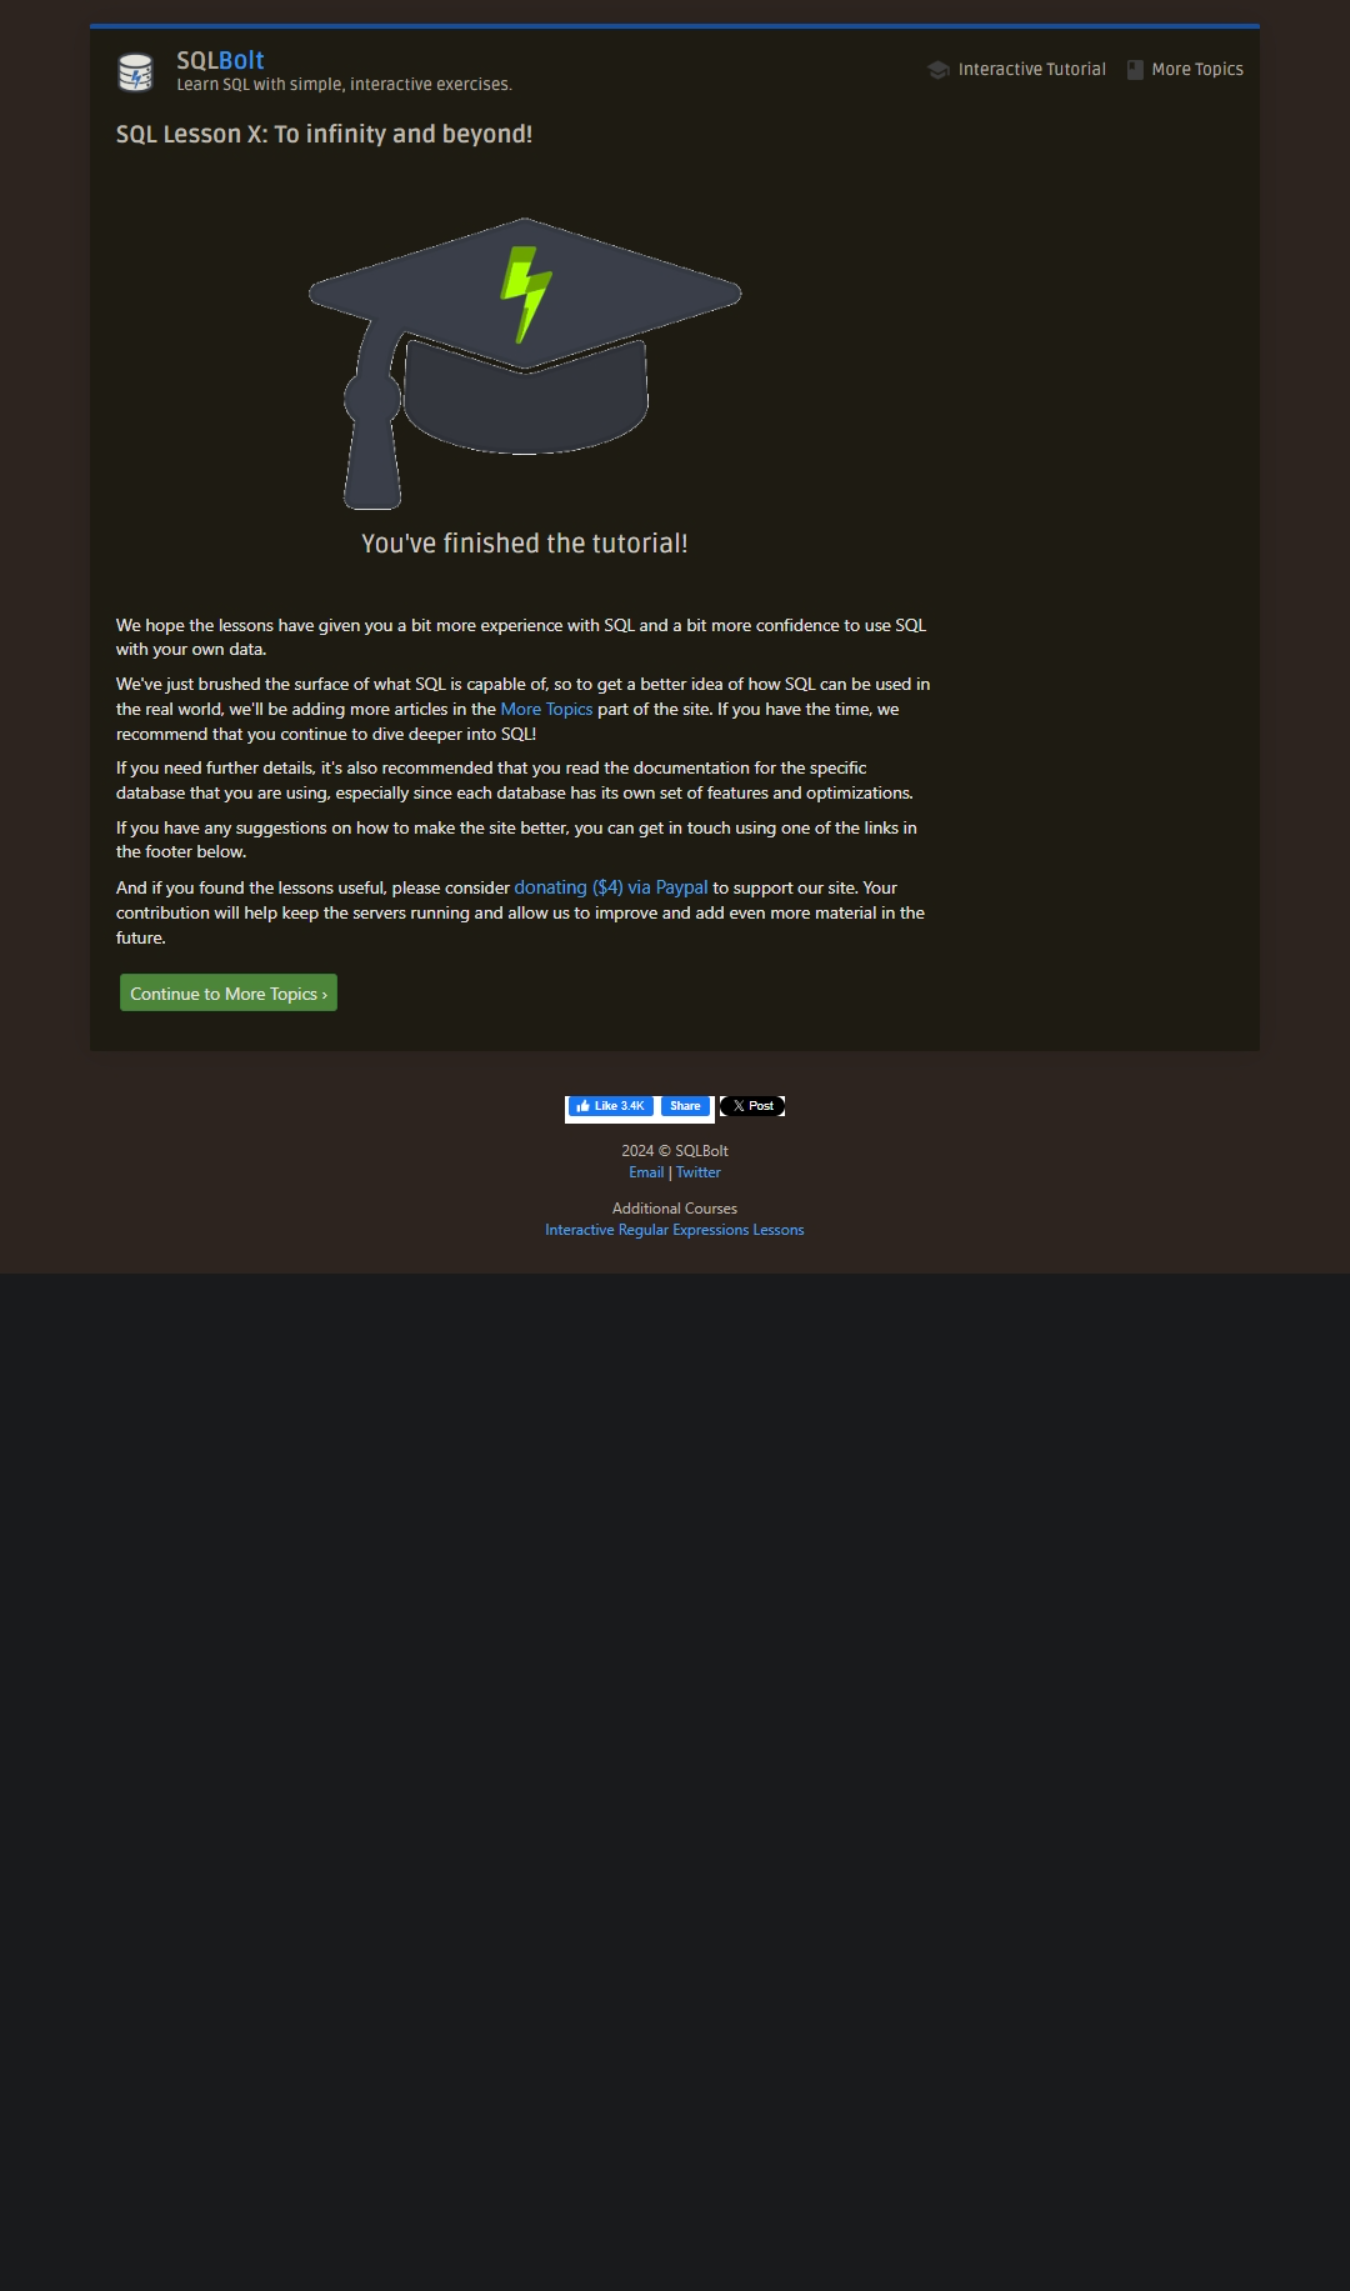 SQLBolt
Learn SQL with simple, interactive exercises.
Interactive Tutorial
More Topics
SQL Lesson X: To infinity and beyond!
You've finished the tutorial!
We hope the lessons have given you a bit more experience with SQL and a bit more confidence to use SQL
with your own data.
We've just brushed the surface of what SQL is capable of, so to get a better idea of how SQL can be used in
the real world, we'll be adding more articles in the More Topics part of the site. If you have the time, we
recommend that you continue to dive deeper into SQL!
If you need further details, it's also recommended that you read the documentation for the specific
database that you are using, especially since each database has its own set of features and optimizations.
If you have any suggestions on how to make the site better, you can get in touch using one of the links in
the footer below.
And if you found the lessons useful, please consider donating ($4) via Paypal to support our site. Your
contribution will help keep the servers running and allow us to improve and add even more material in the
future.
Continue to More Topics ›
Like 3.4K Share X Post
2024 © SQLBolt
Email | Twitter
Additional Courses
Interactive Regular Expressions Lessons